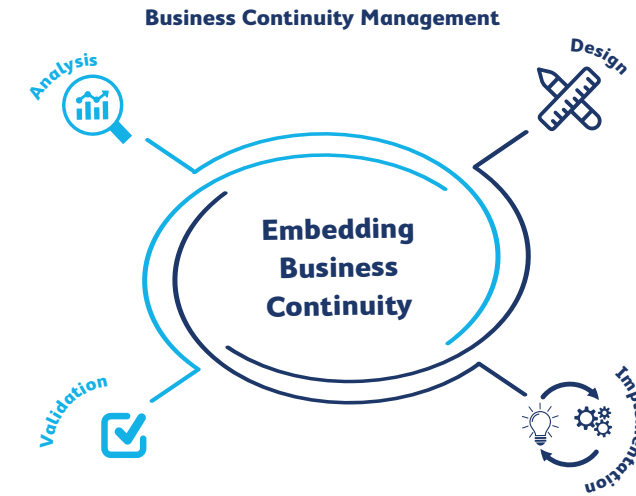 Business Continuity Management
Analysis
Design
Embedding
Business
Continuity
Validation
Implementation